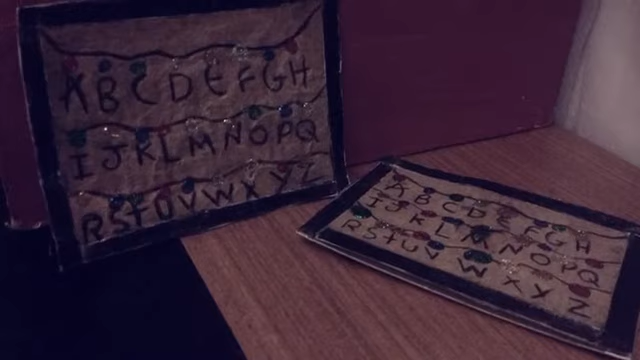 ABCDEFGH
IJKLMNOPQ
RSTUVWXYZ
ABCDEFGH
IJKLMNOPQ
RSTUVWXYZ